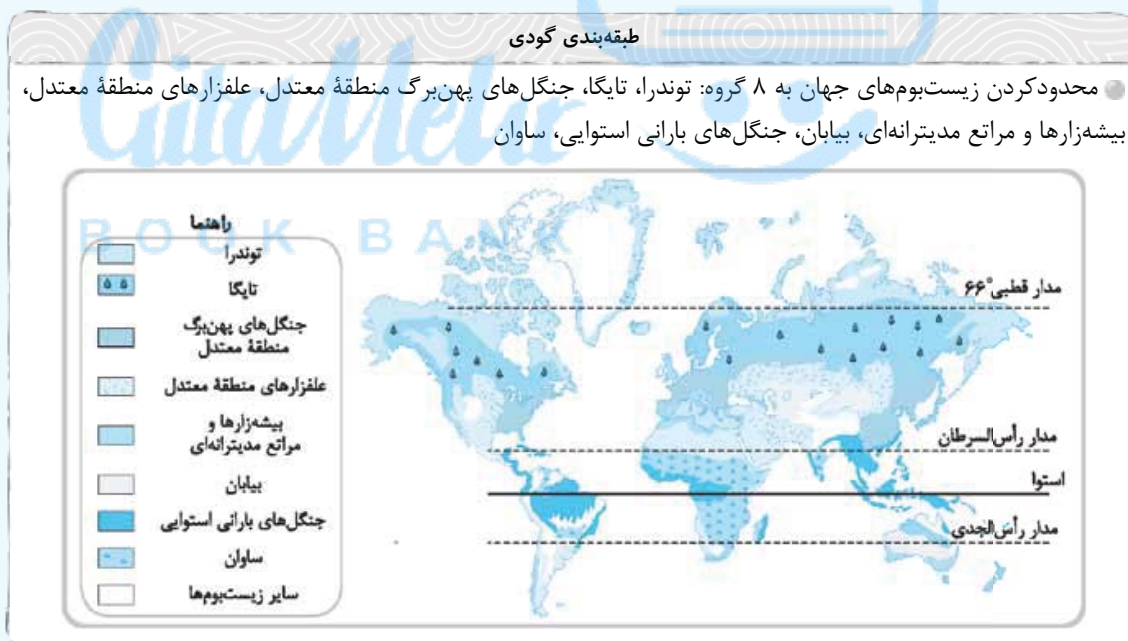 طبقه‌بندی گودی
محدودکردن زیست‌بوم‌های جهان به ۸ گروه: توندرا، تایگا، جنگل‌های پهن‌برگ منطقهٔ معتدل، علفزارهای منطقهٔ معتدل،
بیشه‌زارها و مراتع مدیترانه‌ای، بیابان، جنگل‌های بارانی استوایی، ساوان
GitaMehr
BOOK BANK
راهنما
توندرا
تایگا
جنگل‌های پهن‌برگ
منطقهٔ معتدل
علفزارهای منطقهٔ معتدل
بیشه‌زارها و
مراتع مدیترانه‌ای
بیابان
جنگل‌های بارانی استوایی
ساوان
سایر زیست‌بوم‌ها
مدار قطبی ۶۶°
مدار رأس‌السرطان
استوا
مدار رأس‌الجدی